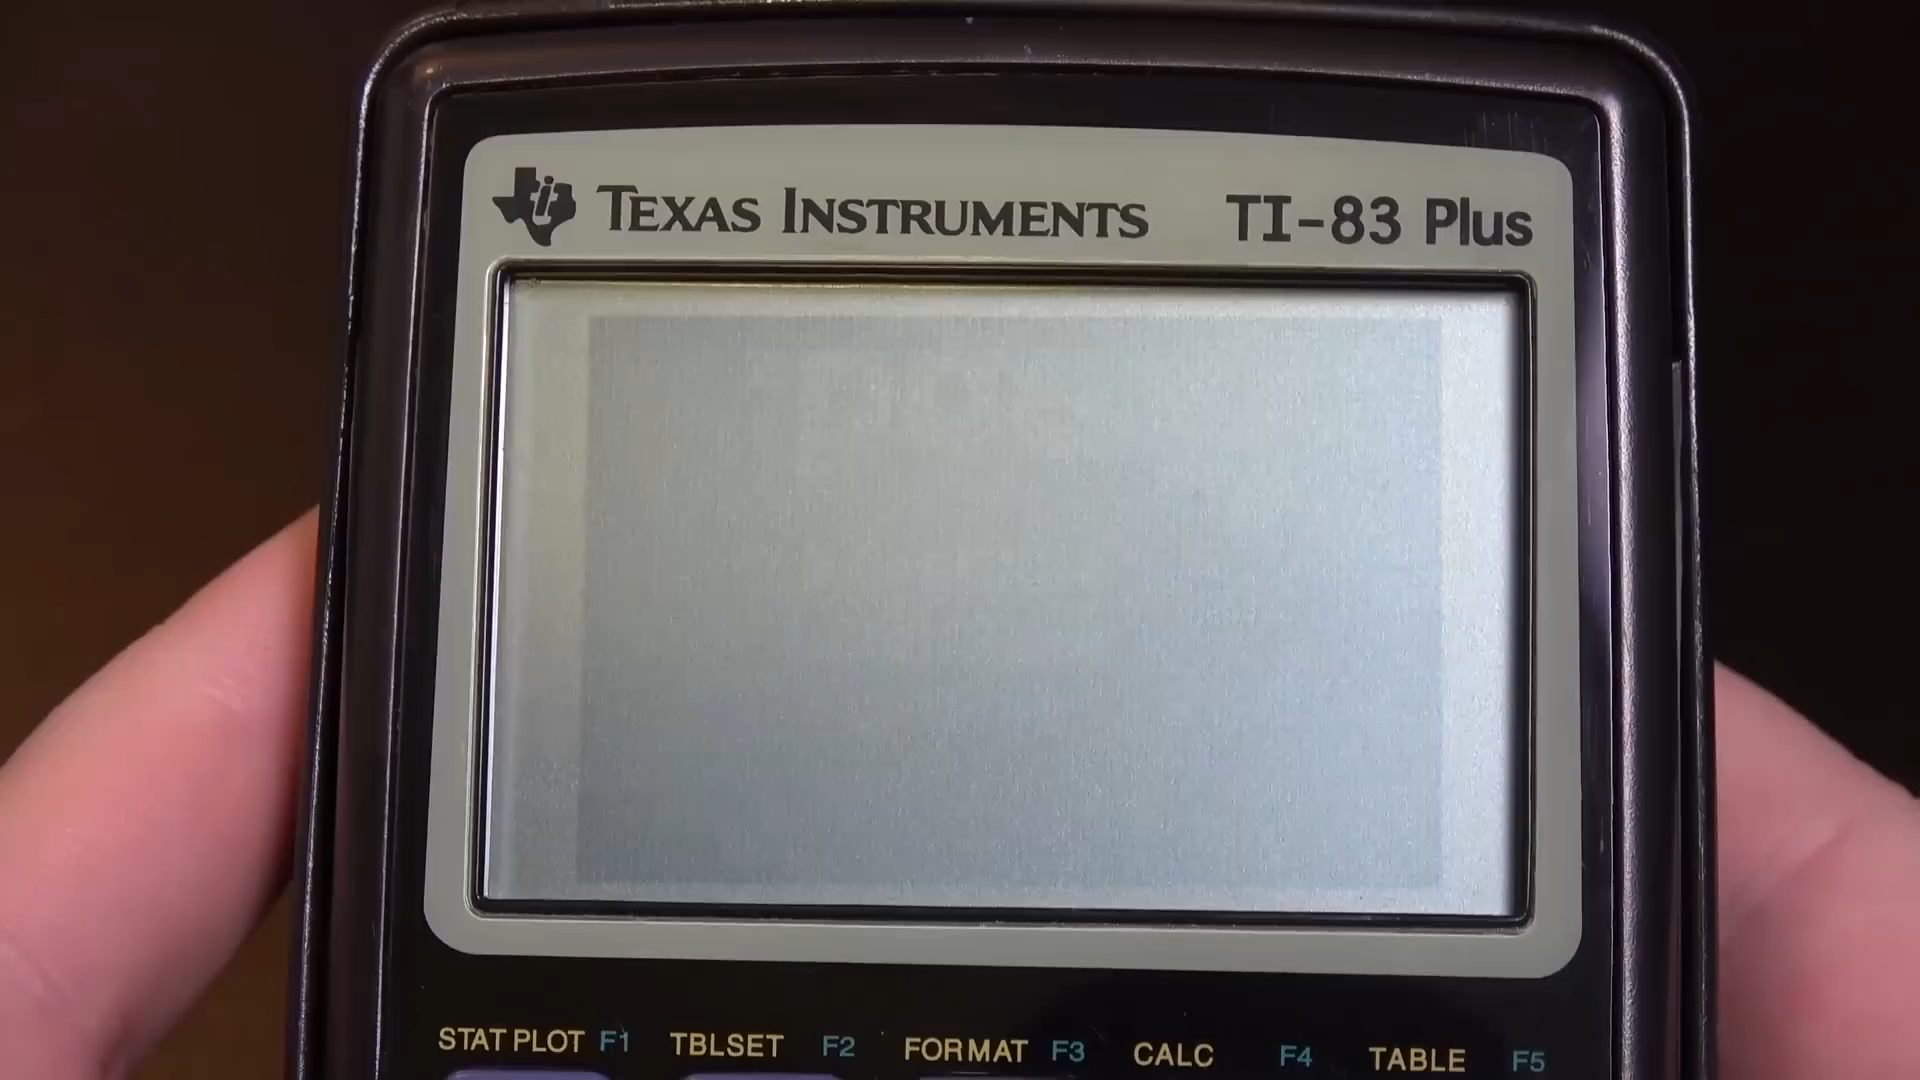 TEXAS INSTRUMENTS TI-83 Plus
STAT PLOT F1 TBLSET F2 FORMAT F3 CALC F4 TABLE F5